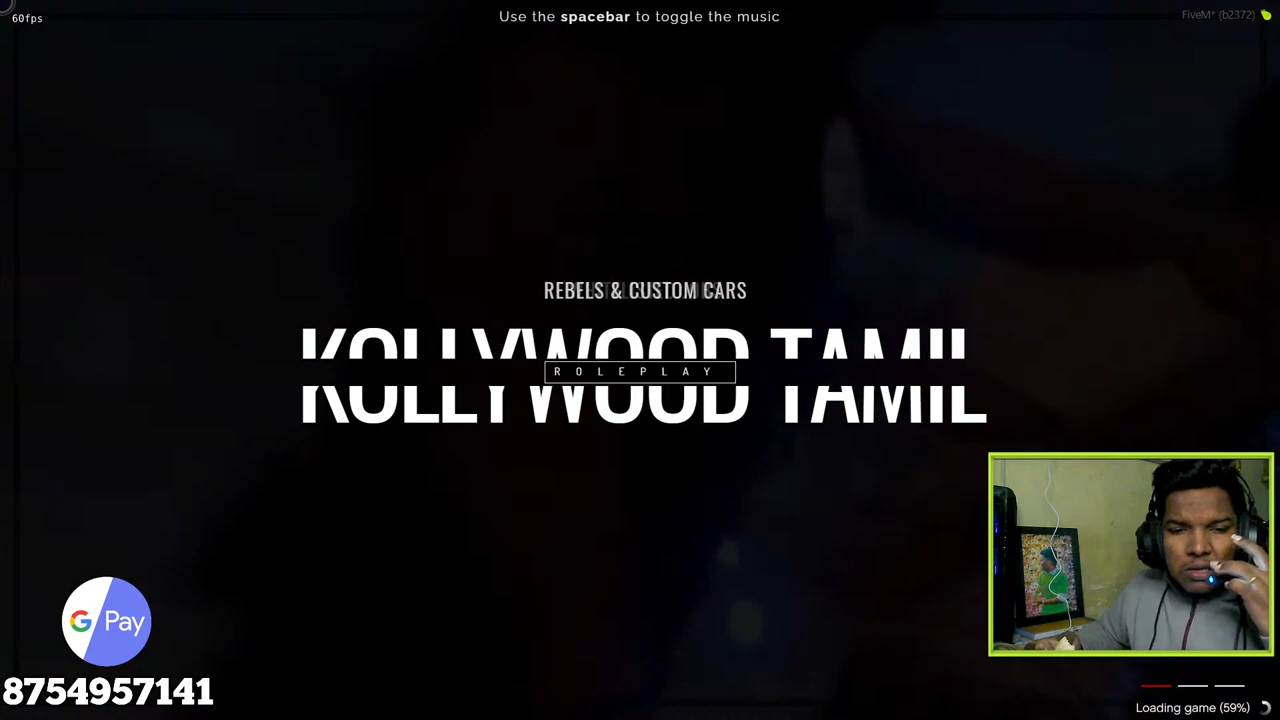 60fps
Use the spacebar to toggle the music
FiveM* (b2372)
REBELS & CUSTOM CARS
KOLLYWOOD TAMIL
ROLEPLAY
G Pay
8754957141
Loading game (59%)